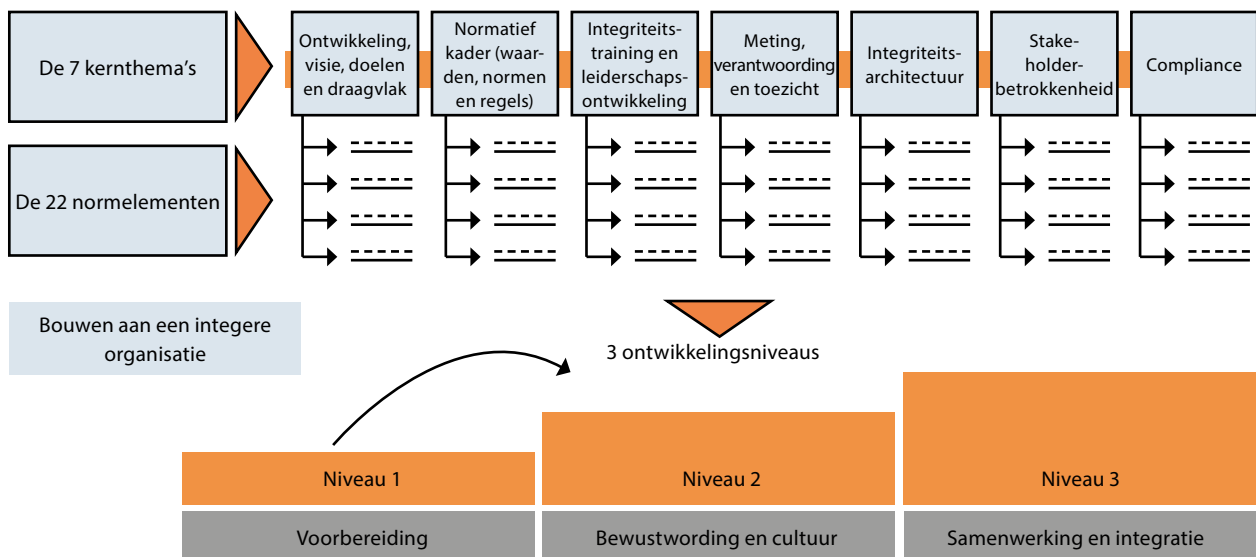 De 7 kernthema's
Ontwikkeling,
visie, doelen
en draagvlak
Normatief
kader (waar-
den, normen
en regels)
Integriteits-
training en
leiderschaps-
ontwikkeling
Meting,
verantwoording
en toezicht
Integriteits-
architectuur
Stake-
holder-
betrokkenheid
Compliance
De 22 normelementen
Bouwen aan een integere
organisatie
3 ontwikkelingsniveaus
Niveau 1
Niveau 2
Niveau 3
Voorbereiding
Bewustwording en cultuur
Samenwerking en integratie